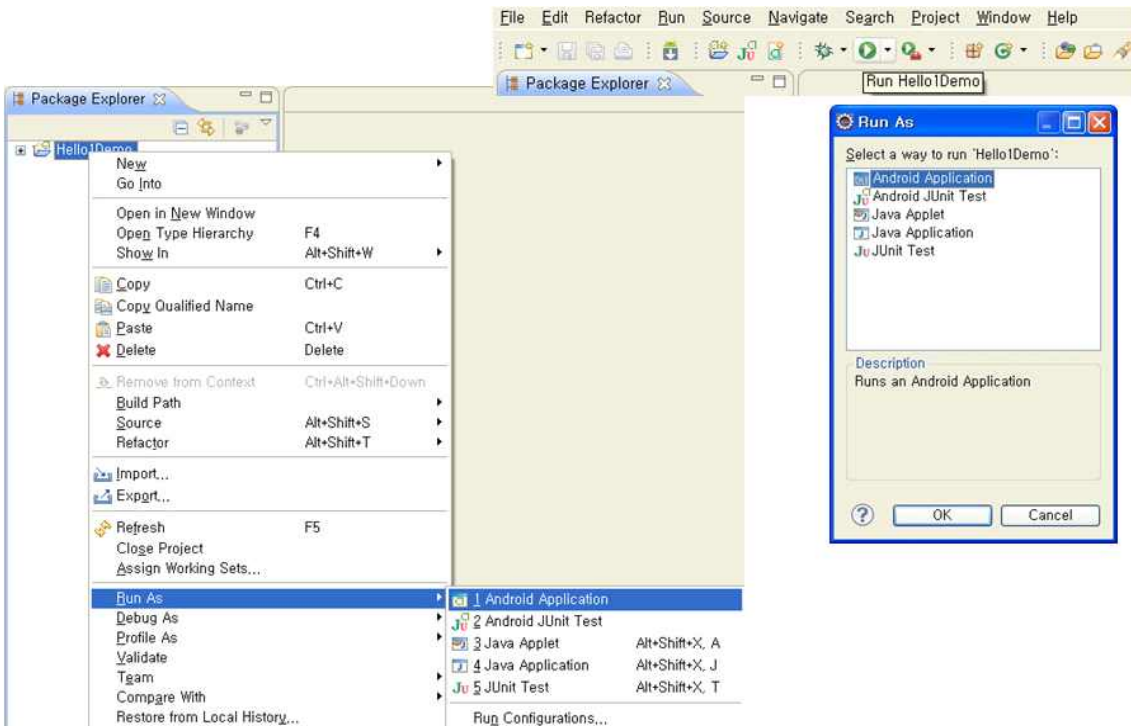 File Edit Refactor Run Source Navigate Search Project Window Help
Package Explorer
Run Hello1Demo
Package Explorer
Hello1Demo
New
Go Into
Open in New Window
Open Type Hierarchy F4
Show In Alt+Shift+W
Copy Ctrl+C
Copy Qualified Name
Paste Ctrl+V
Delete Delete
Remove from Context Ctrl+Alt+Shift+Down
Build Path
Source Alt+Shift+S
Refactor Alt+Shift+T
Import...
Export...
Refresh F5
Close Project
Assign Working Sets...
Run As
Debug As
Profile As
Validate
Team
Compare With
Restore from Local History...
1 Android Application
2 Android JUnit Test
3 Java Applet Alt+Shift+X, A
4 Java Application Alt+Shift+X, J
5 JUnit Test Alt+Shift+X, T
Run Configurations...
Run As
Select a way to run 'Hello1Demo':
Android Application
Android JUnit Test
Java Applet
Java Application
JUnit Test
Description
Runs an Android Application
OK Cancel